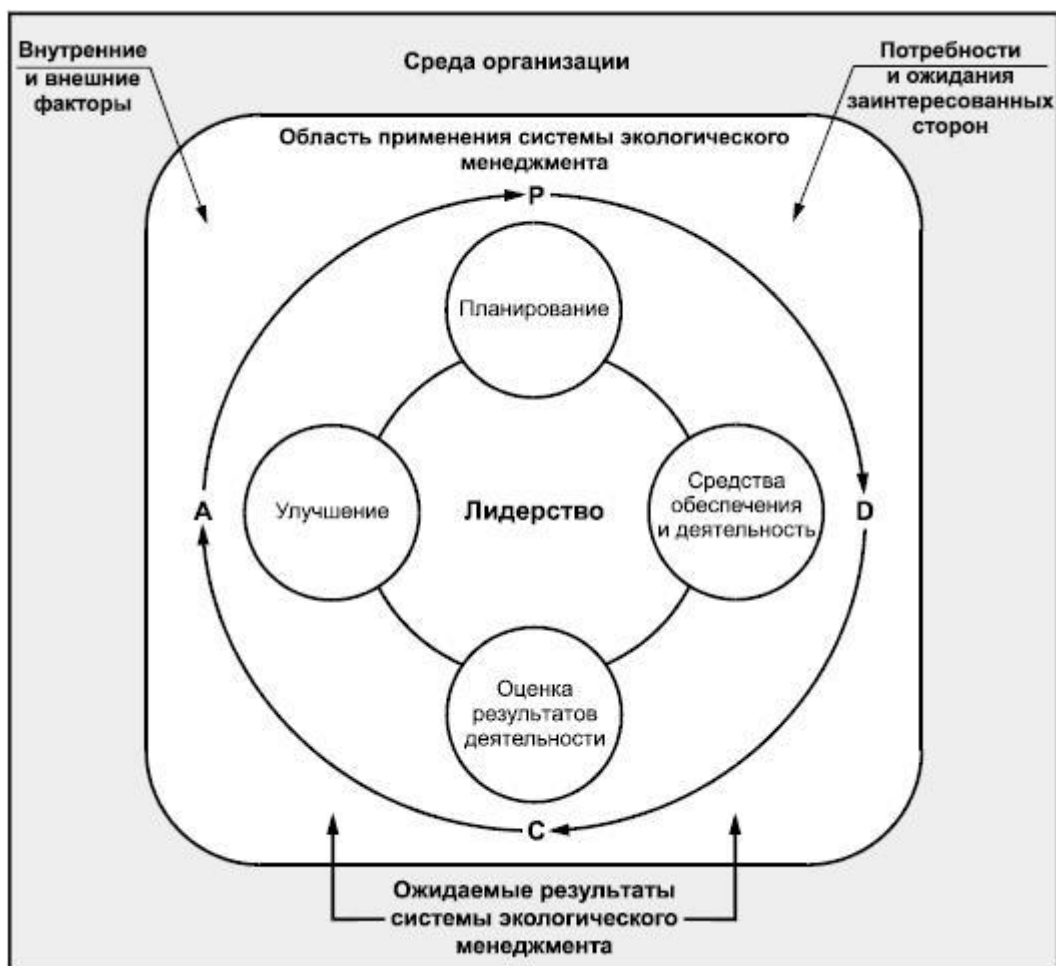 Внутренние
и внешние
факторы
Среда организации
Потребности
и ожидания
заинтересованных
сторон
Область применения системы экологического
менеджмента
P
Планирование
Улучшение
A
Лидерство
Средства
обеспечения
и деятельность
D
Оценка
результатов
деятельности
C
Ожидаемые результаты
системы экологического
менеджмента